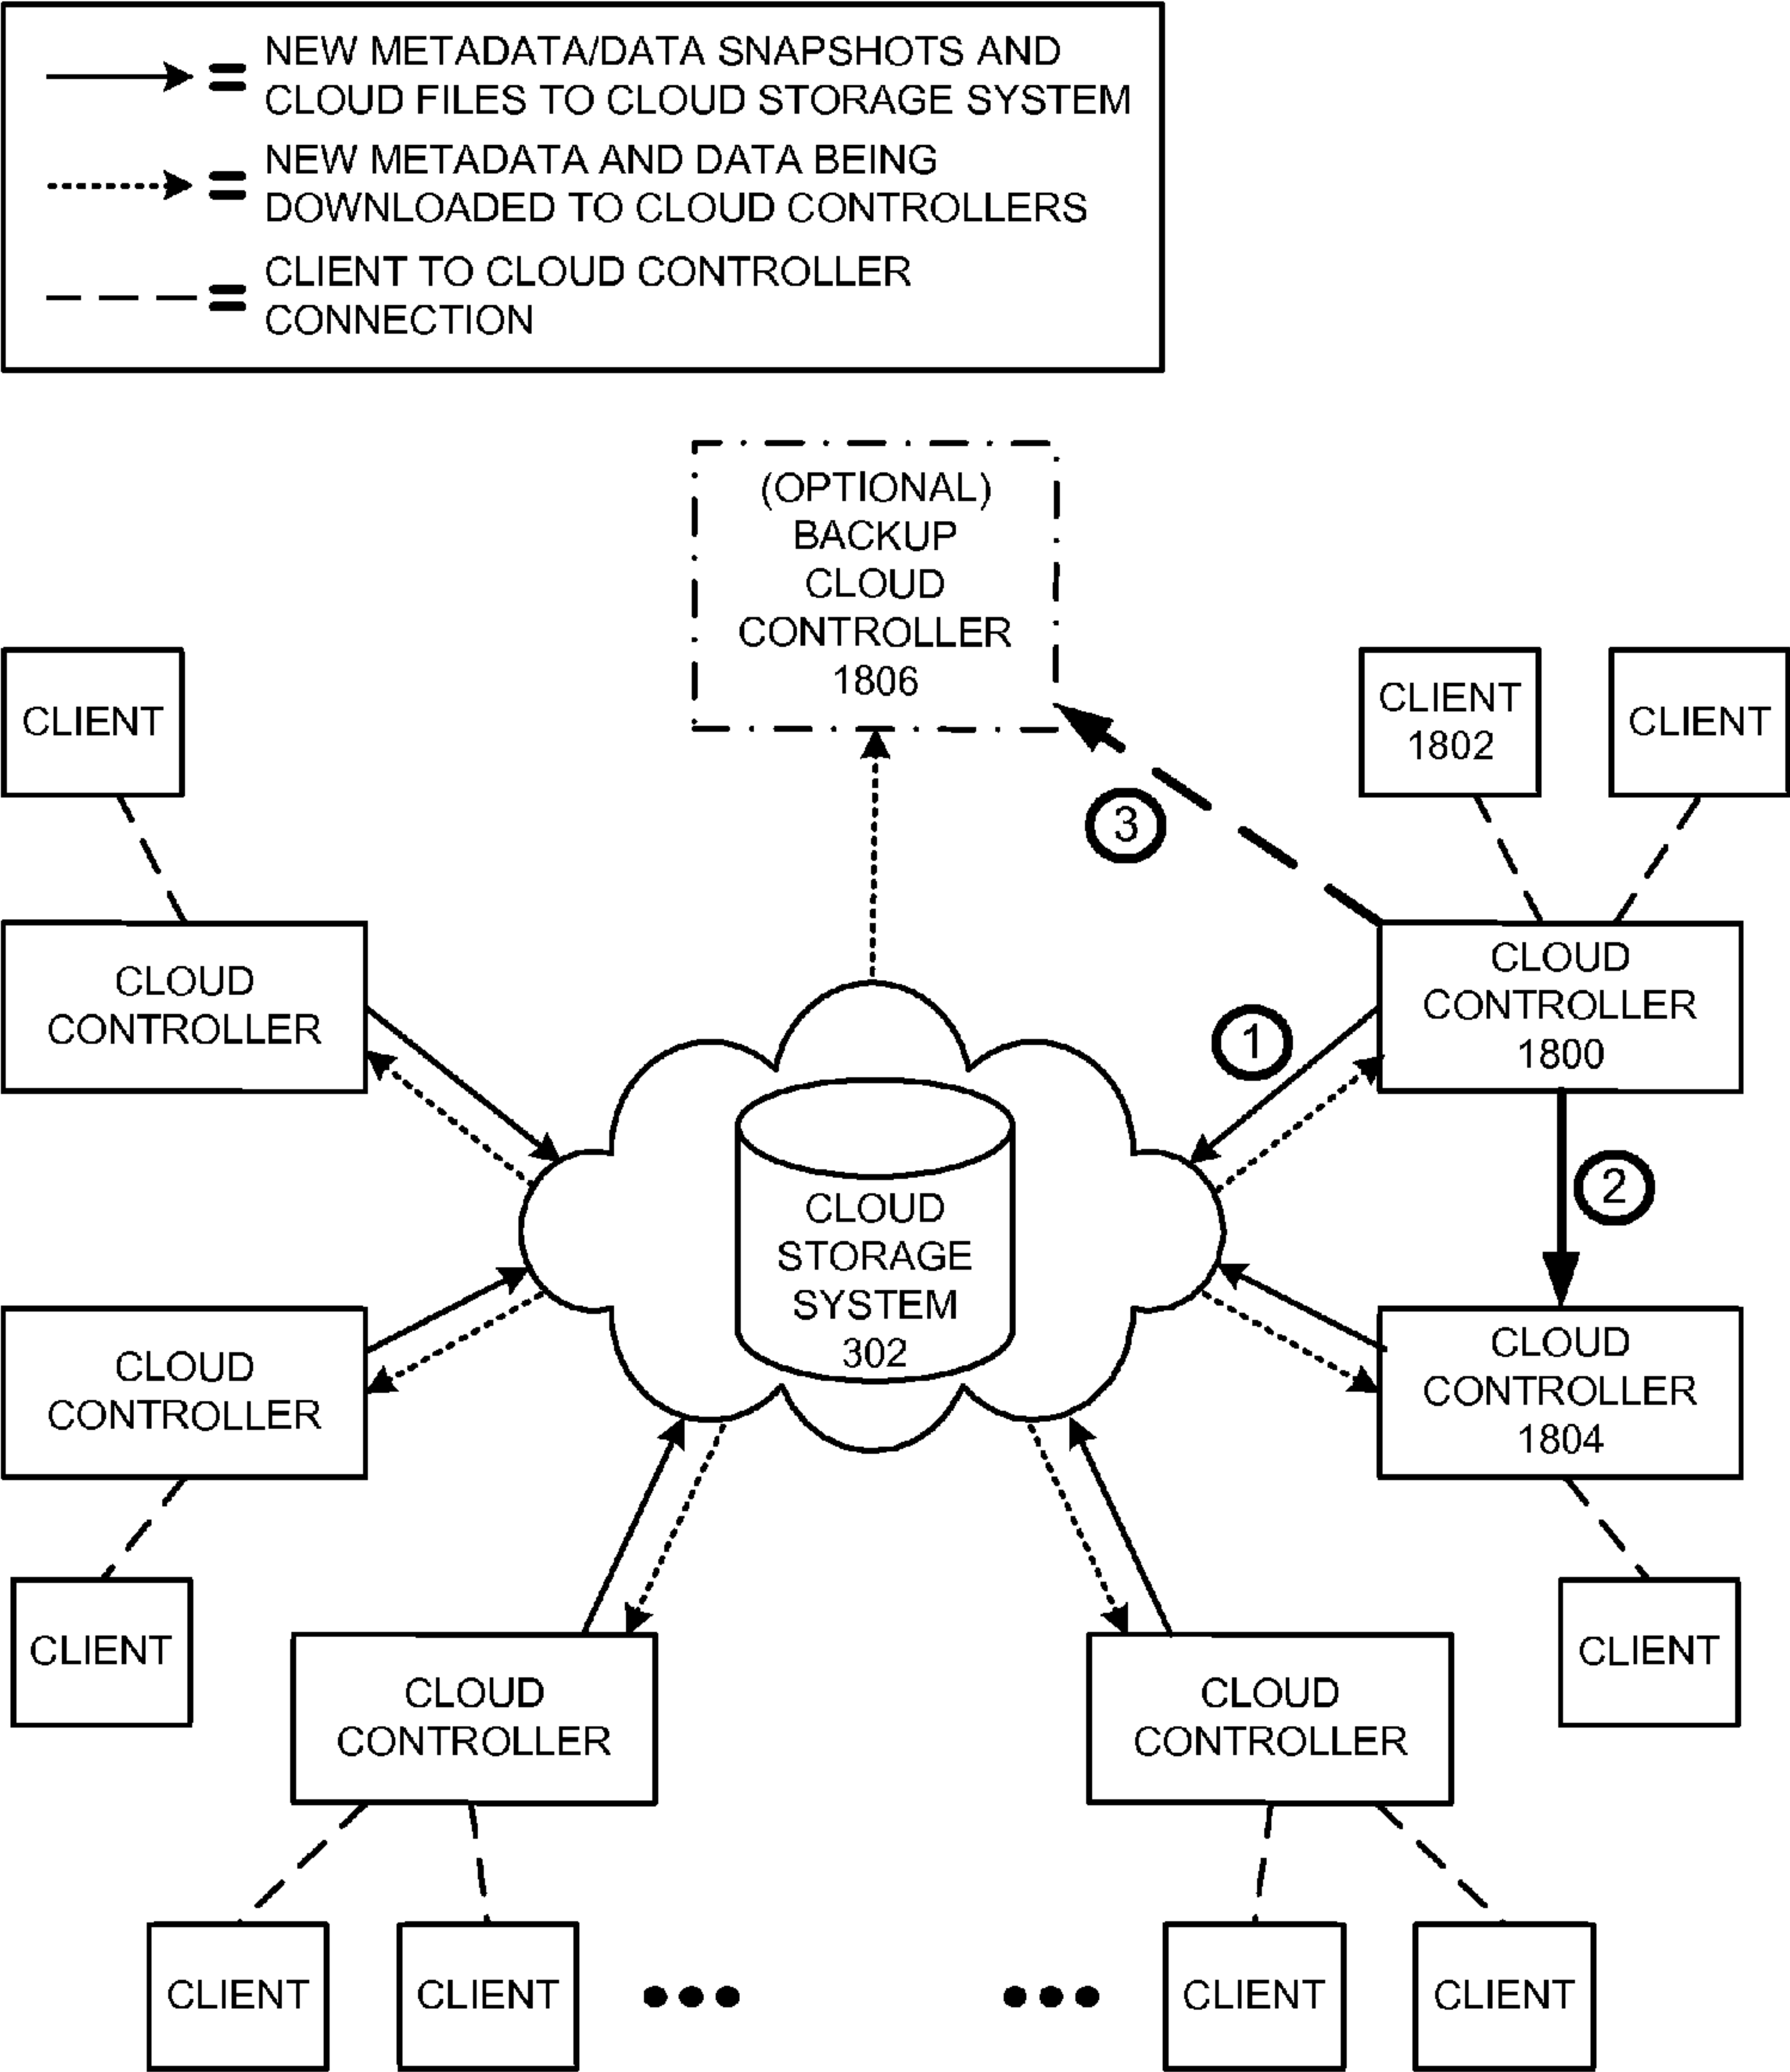 = NEW METADATA/DATA SNAPSHOTS AND
CLOUD FILES TO CLOUD STORAGE SYSTEM
= NEW METADATA AND DATA BEING
DOWNLOADED TO CLOUD CONTROLLERS
= CLIENT TO CLOUD CONTROLLER
CONNECTION
(OPTIONAL)
BACKUP
CLOUD
CONTROLLER
1806
CLIENT
CLIENT
1802
CLIENT
3
CLOUD
CONTROLLER
CLOUD
CONTROLLER
1800
1
2
CLOUD
STORAGE
SYSTEM
302
CLOUD
CONTROLLER
CLOUD
CONTROLLER
1804
CLIENT
CLIENT
CLOUD
CONTROLLER
CLOUD
CONTROLLER
CLIENT
CLIENT
CLIENT
CLIENT